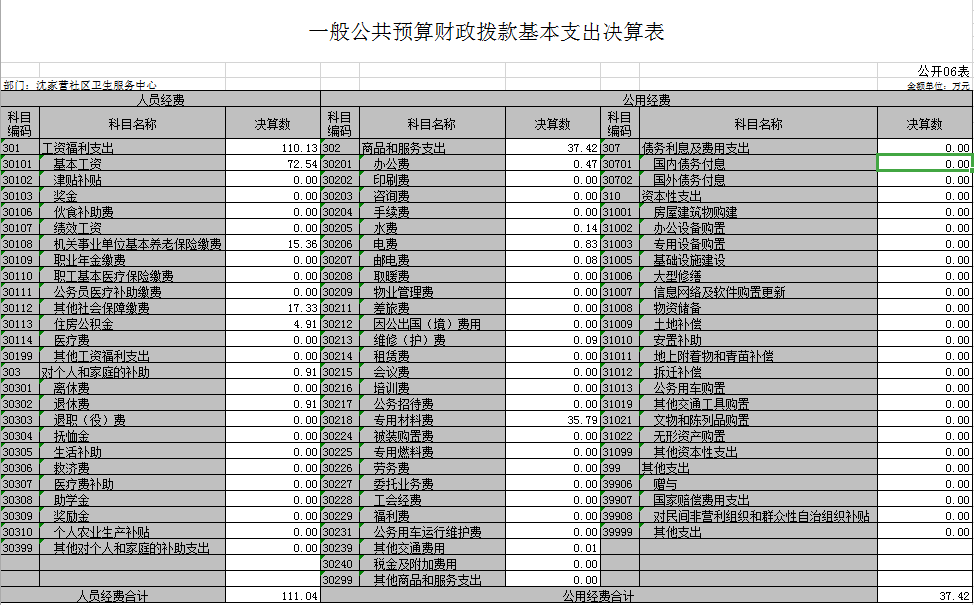 一般公共预算财政拨款基本支出决算表
公开06表
部门：沈家营社区卫生服务中心 金额单位：万元
人员经费 公用经费
科目编码 科目名称 决算数 科目编码 科目名称 决算数 科目编码 科目名称 决算数
301 工资福利支出 110.13 302 商品和服务支出 37.42 307 债务利息及费用支出 0.00
30101 基本工资 72.54 30201 办公费 0.47 30701 国内债务付息 0.00
30102 津贴补贴 0.00 30202 印刷费 0.00 30702 国外债务付息 0.00
30103 奖金 0.00 30203 咨询费 0.00 310 资本性支出 0.00
30106 伙食补助费 0.00 30204 手续费 0.00 31001 房屋建筑物购建 0.00
30107 绩效工资 0.00 30205 水费 0.14 31002 办公设备购置 0.00
30108 机关事业单位基本养老保险缴费 15.36 30206 电费 0.83 31003 专用设备购置 0.00
30109 职业年金缴费 0.00 30207 邮电费 0.08 31005 基础设施建设 0.00
30110 职工基本医疗保险缴费 0.00 30208 取暖费 0.00 31006 大型修缮 0.00
30111 公务员医疗补助缴费 0.00 30209 物业管理费 0.00 31007 信息网络及软件购置更新 0.00
30112 其他社会保障缴费 17.33 30211 差旅费 0.00 31008 物资储备 0.00
30113 住房公积金 4.91 30212 因公出国（境）费用 0.00 31009 土地补偿 0.00
30114 医疗费 0.00 30213 维修（护）费 0.09 31010 安置补助 0.00
30199 其他工资福利支出 0.00 30214 租赁费 0.00 31011 地上附着物和青苗补偿 0.00
303 对个人和家庭的补助 0.91 30215 会议费 0.00 31012 拆迁补偿 0.00
30301 离休费 0.00 30216 培训费 0.00 31013 公务用车购置 0.00
30302 退休费 0.91 30217 公务招待费 0.00 31019 其他交通工具购置 0.00
30303 退职（役）费 0.00 30218 专用材料费 35.79 31021 文物和陈列品购置 0.00
30304 抚恤金 0.00 30224 被装购置费 0.00 31022 无形资产购置 0.00
30305 生活补助 0.00 30225 专用燃料费 0.00 31099 其他资本性支出 0.00
30306 救济费 0.00 30226 劳务费 0.00 399 其他支出 0.00
30307 医疗费补助 0.00 30227 委托业务费 0.00 39906 赠与 0.00
30308 助学金 0.00 30228 工会经费 0.00 39907 国家赔偿费用支出 0.00
30309 奖励金 0.00 30229 福利费 0.00 39908 对民间非营利组织和群众性自治组织补贴 0.00
30310 个人农业生产补贴 0.00 30231 公务用车运行维护费 0.00 39999 其他支出 0.00
30399 其他对个人和家庭的补助支出 0.00 30239 其他交通费用 0.01
30240 税金及附加费用 0.00
30299 其他商品和服务支出 0.00
人员经费合计 111.04 公用经费合计 37.42